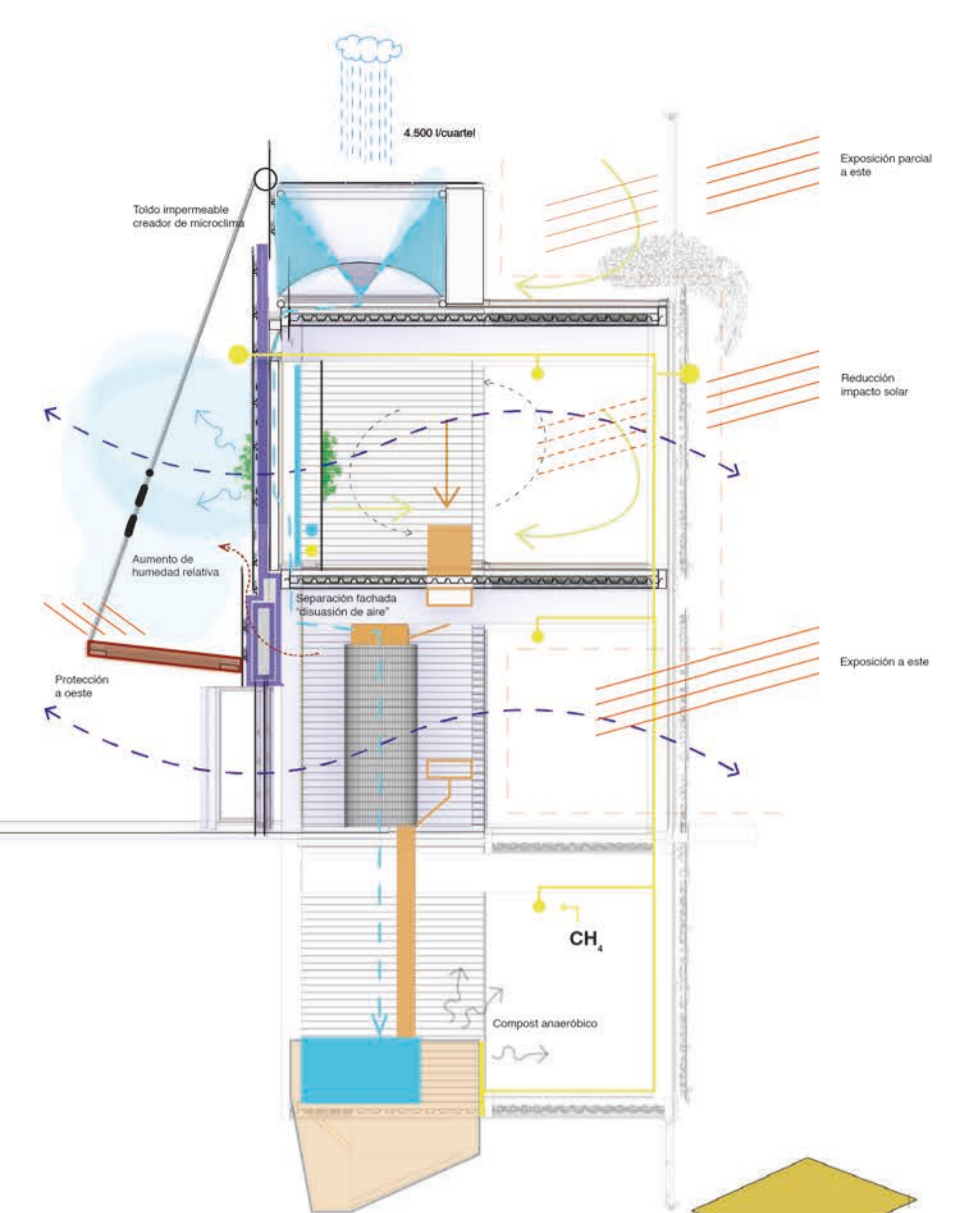 4.500 l/cuartel
Exposición parcial
a este
Toldo impermeable
creador de microclima
Reducción
impacto solar
Aumento de
humedad relativa
Separación fachada
"disuasión de aire"
Protección
a oeste
Exposición a este
CH4
Compost anaeróbico